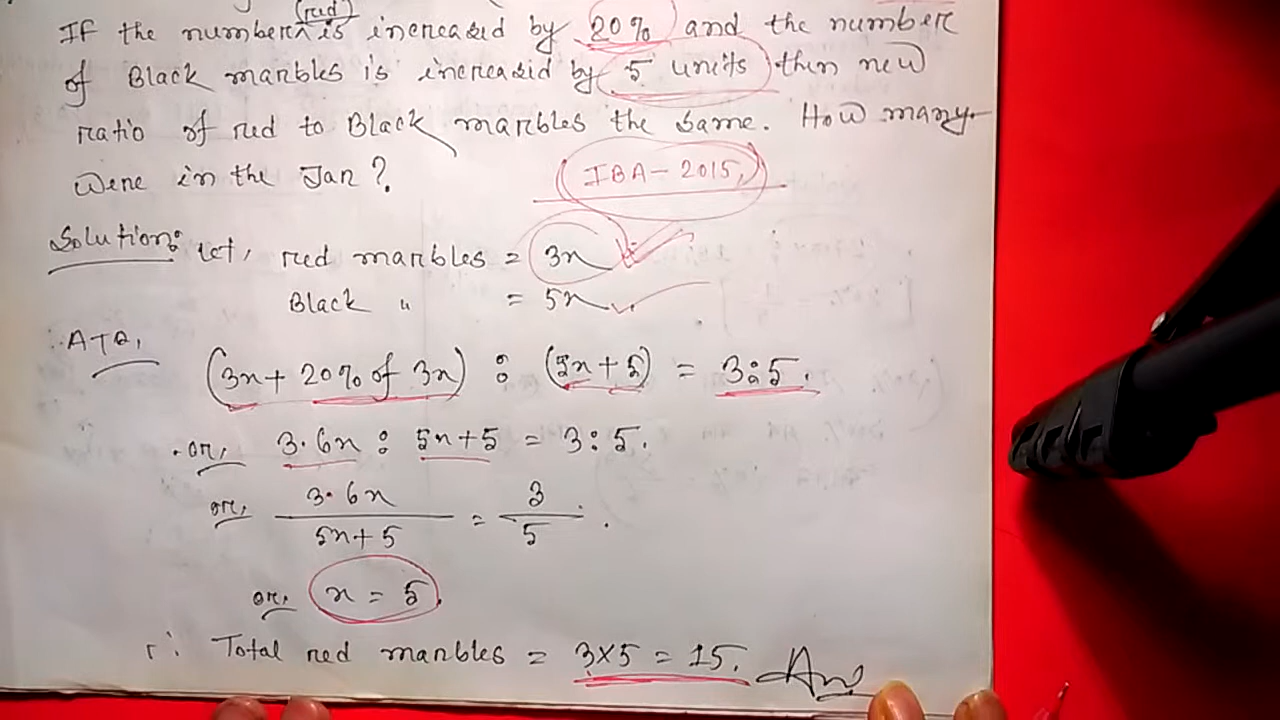 If the number is increased by 20% and the number
(red)
of Black marbles is increased by 5 units then new
ratio of red to Black marbles the same. How many
were in the Jar?
IBA-2015,
Solution: let, red marbles = 3x
Black " = 5x
ATQ,
(3x + 20% of 3x) : (5x + 5) = 3:5.
or, 3.6x : 5x+5 = 3:5.
or, 3.6x / 5x+5 = 3 / 5 .
or, x = 5.
∴ Total red marbles = 3×5 = 15. Ans